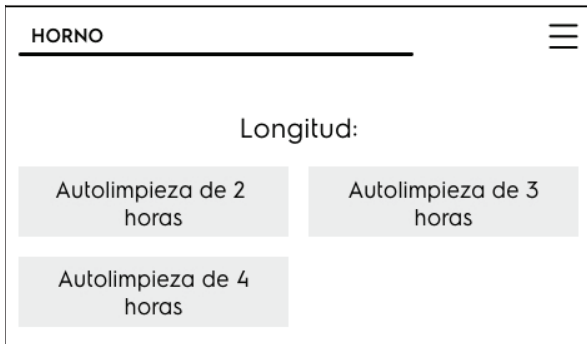 HORNO
Longitud:
Autolimpieza de 2
horas
Autolimpieza de 3
horas
Autolimpieza de 4
horas